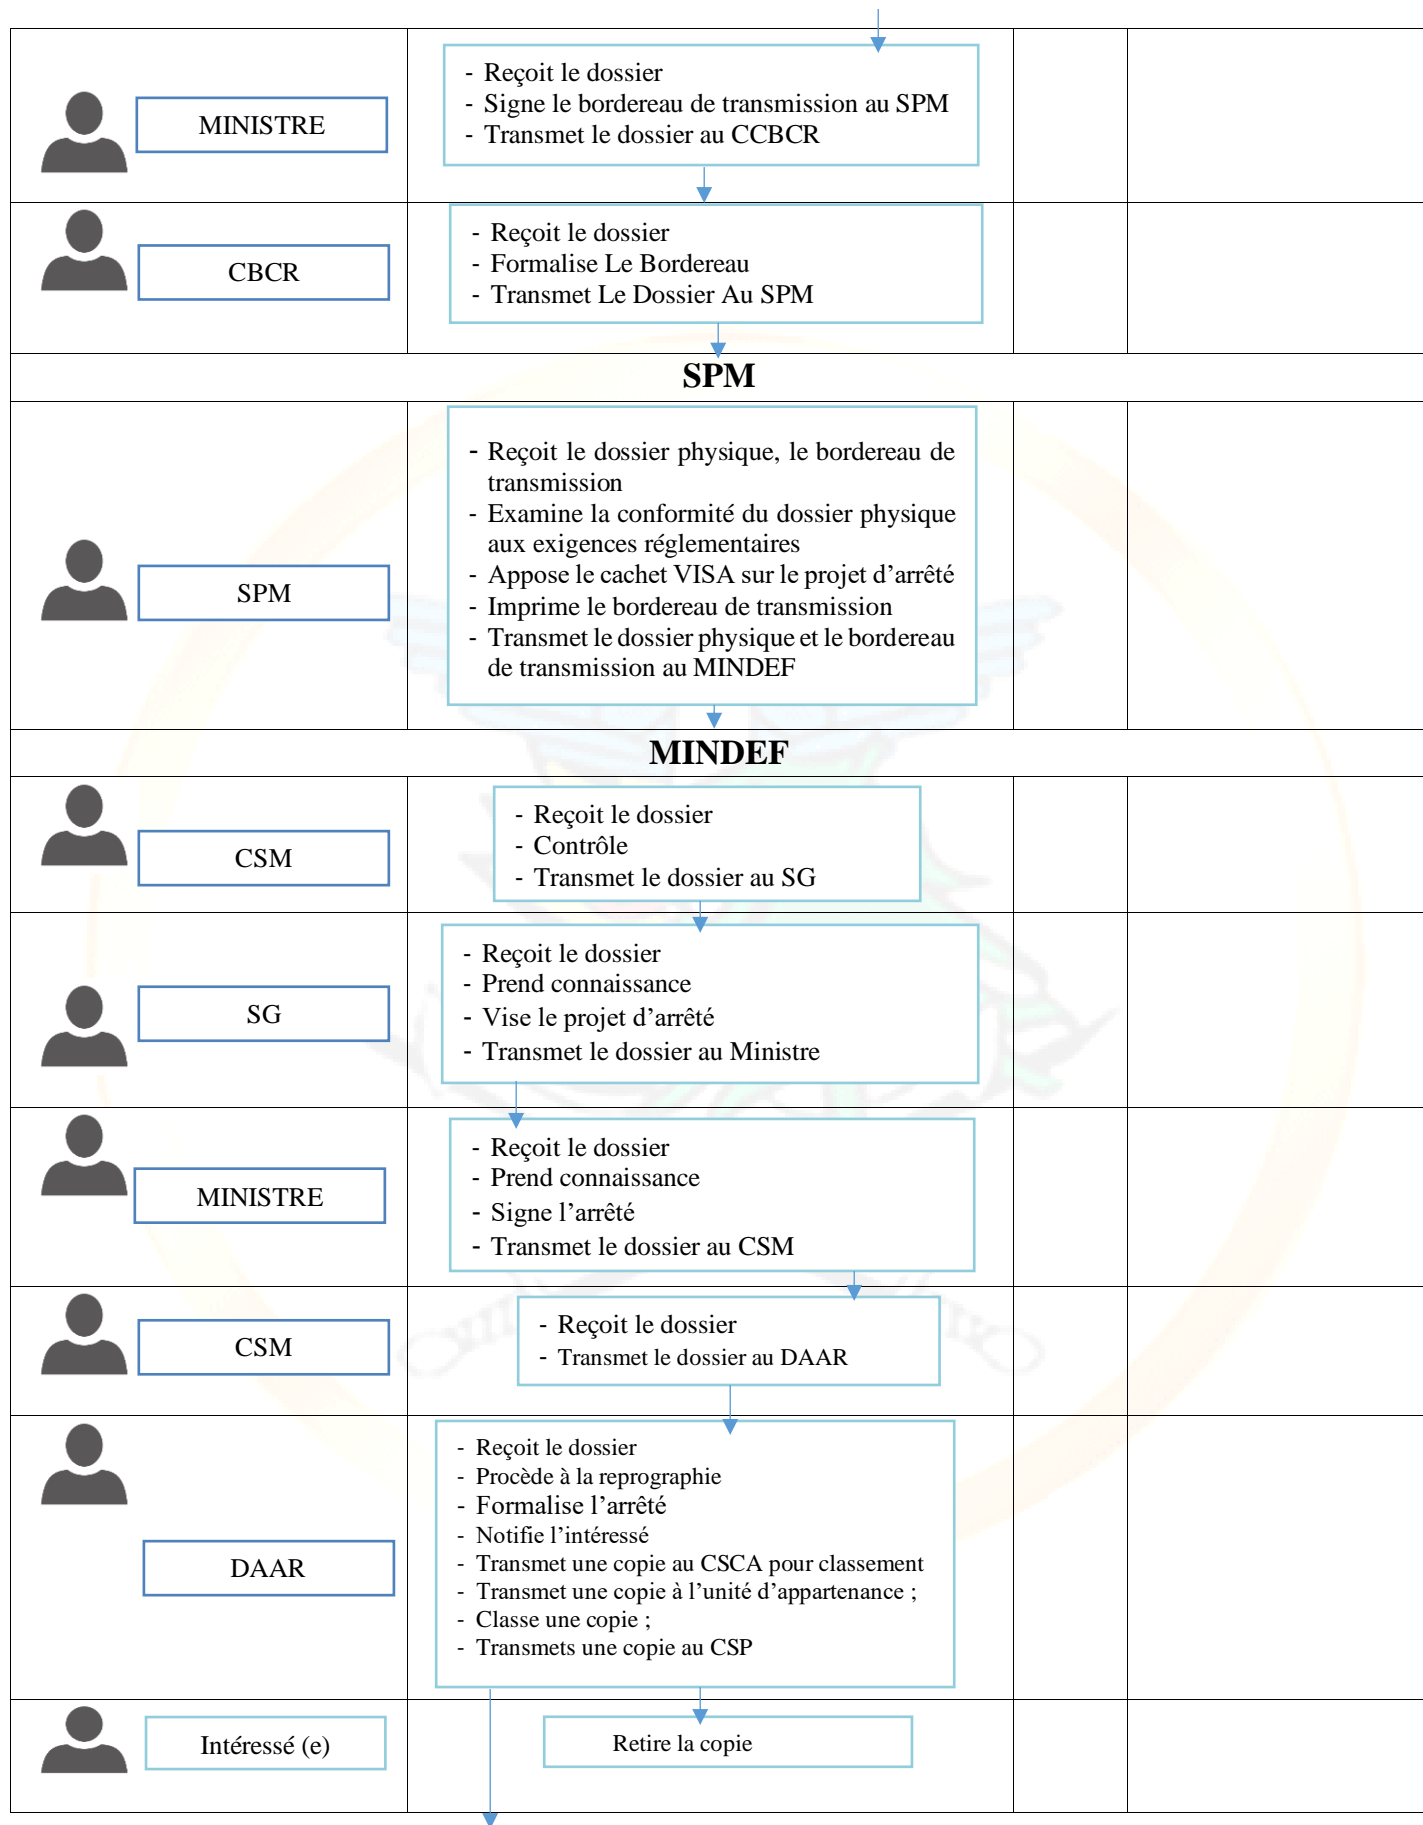 MINISTRE
- Reçoit le dossier
- Signe le bordereau de transmission au SPM
- Transmet le dossier au CCBCR
CBCR
- Reçoit le dossier
- Formalise Le Bordereau
- Transmet Le Dossier Au SPM
SPM
SPM
- Reçoit le dossier physique, le bordereau de
transmission
- Examine la conformité du dossier physique
aux exigences réglementaires
- Appose le cachet VISA sur le projet d’arrêté
- Imprime le bordereau de transmission
- Transmet le dossier physique et le bordereau
de transmission au MINDEF
MINDEF
CSM
- Reçoit le dossier
- Contrôle
- Transmet le dossier au SG
SG
- Reçoit le dossier
- Prend connaissance
- Vise le projet d’arrêté
- Transmet le dossier au Ministre
MINISTRE
- Reçoit le dossier
- Prend connaissance
- Signe l’arrêté
- Transmet le dossier au CSM
CSM
- Reçoit le dossier
- Transmet le dossier au DAAR
DAAR
- Reçoit le dossier
- Procède à la reprographie
- Formalise l’arrêté
- Notifie l’intéressé
- Transmet une copie au CSCA pour classement
- Transmet une copie à l’unité d’appartenance ;
- Classe une copie ;
- Transmets une copie au CSP
Intéressé (e)
Retire la copie